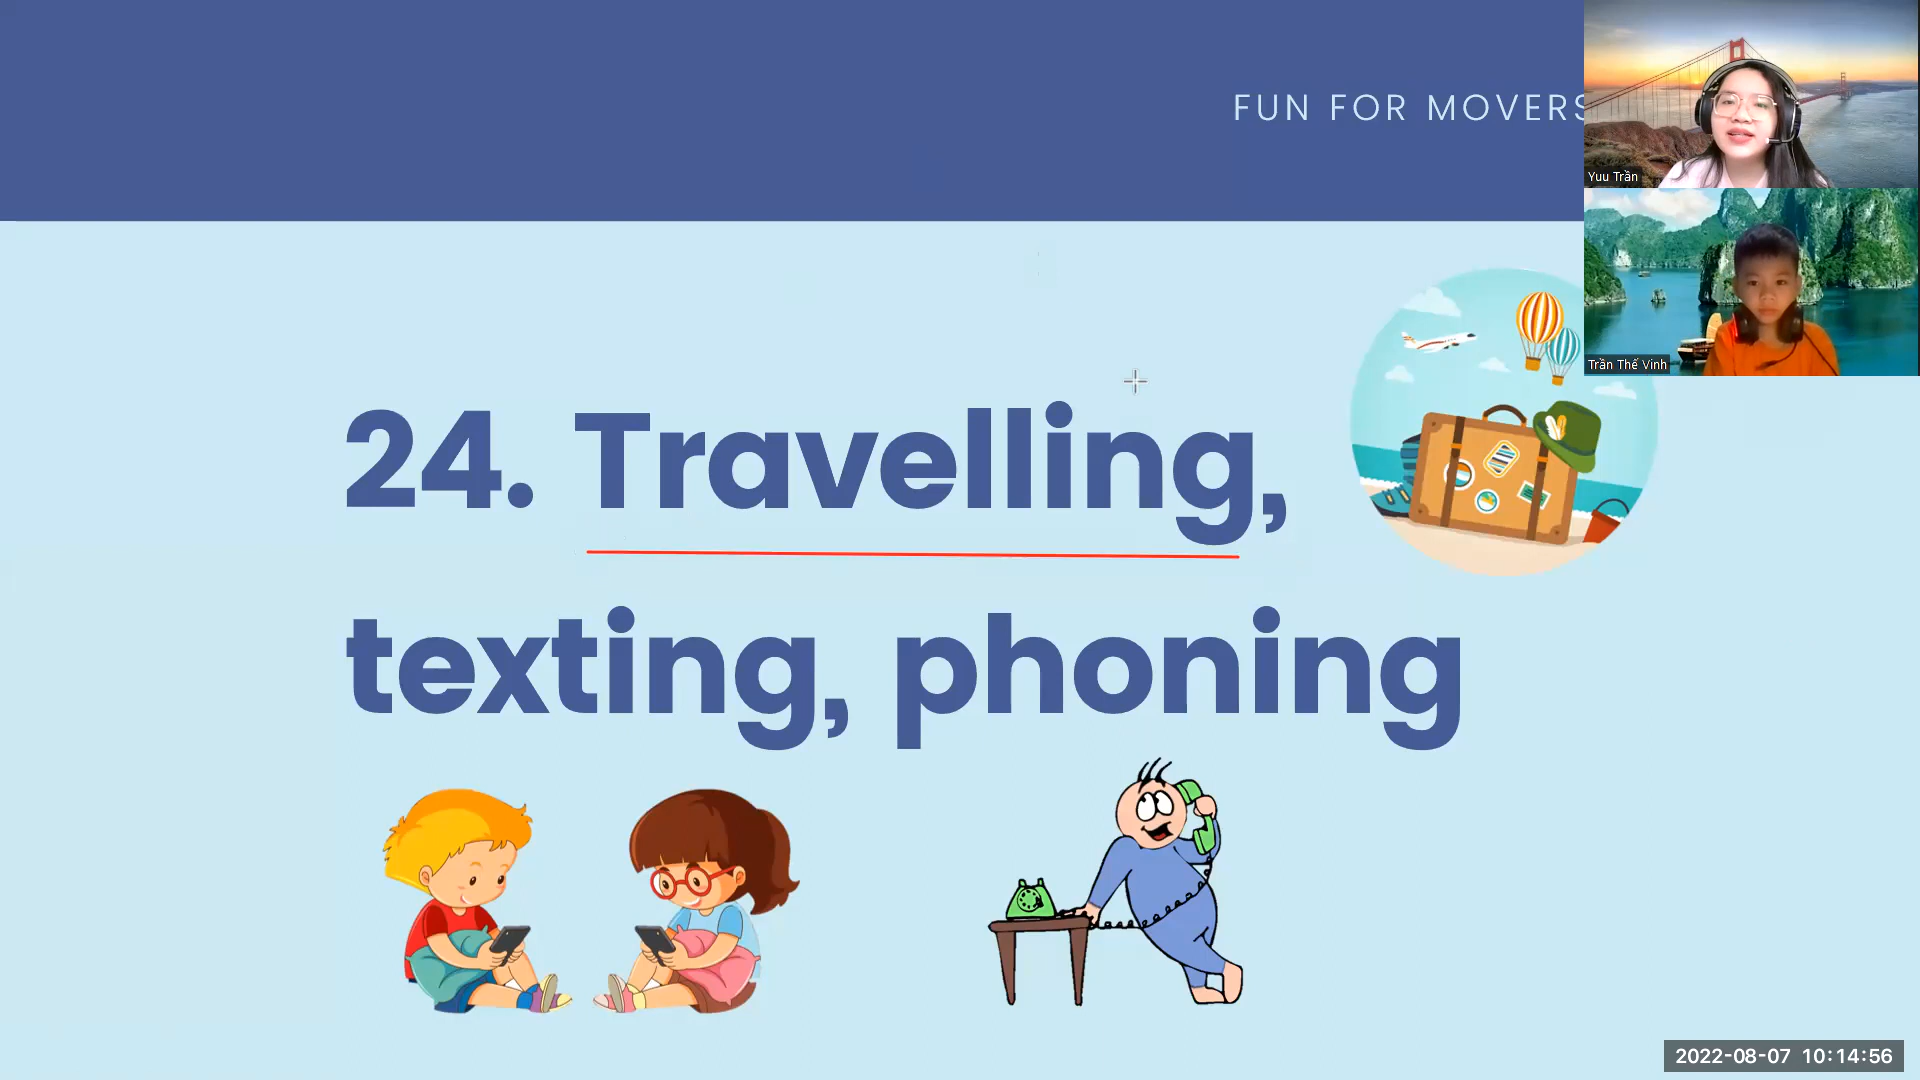 FUN FOR MOVERS
Yuu Trần
Trần Thế Vinh
24. Travelling,
texting, phoning
2022-08-07 10:14:56